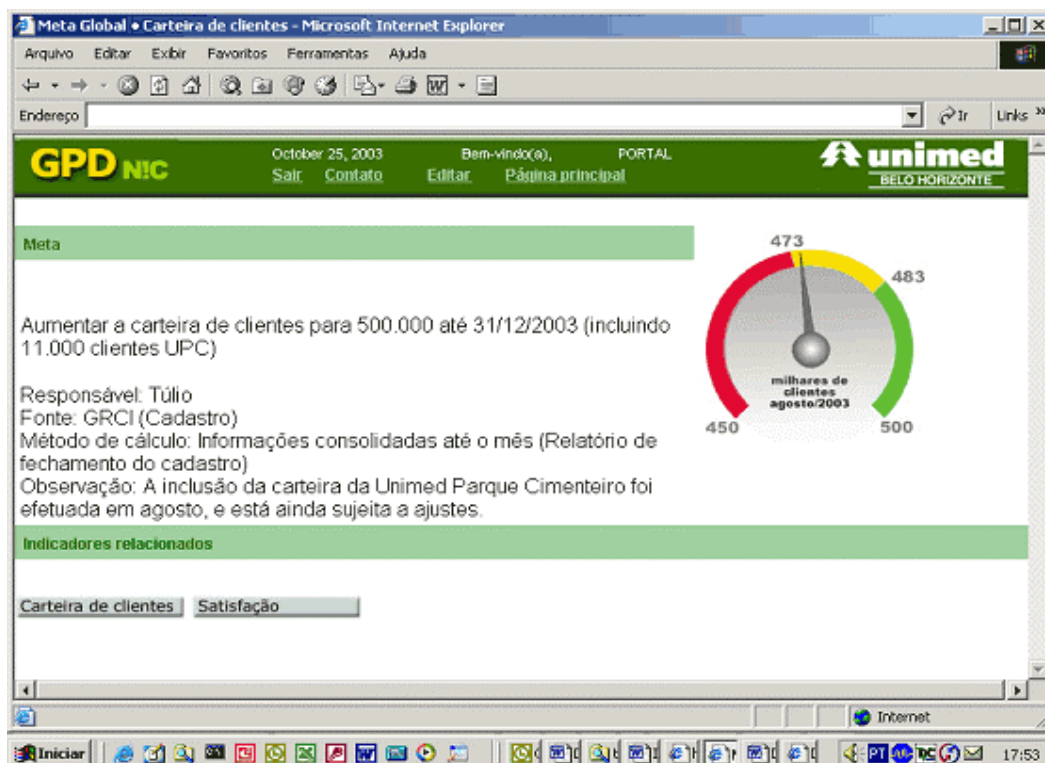 Meta Global • Carteira de clientes - Microsoft Internet Explorer
Arquivo Editar Exibir Favoritos Ferramentas Ajuda
Endereço Ir Links »
GPD N!C October 25, 2003 Bem-vindo(a), PORTAL unimed
Sair Contato Editar Página principal BELO HORIZONTE
Meta
473
483
Aumentar a carteira de clientes para 500.000 até 31/12/2003 (incluindo
11.000 clientes UPC)
milhares de
clientes
agosto/2003
450 500
Responsável: Túlio
Fonte: GRCI (Cadastro)
Método de cálculo: Informações consolidadas até o mês (Relatório de
fechamento do cadastro)
Observação: A inclusão da carteira da Unimed Parque Cimenteiro foi
efetuada em agosto, e está ainda sujeita a ajustes.
Indicadores relacionados
Carteira de clientes Satisfação
Internet
Iniciar PT 17:53